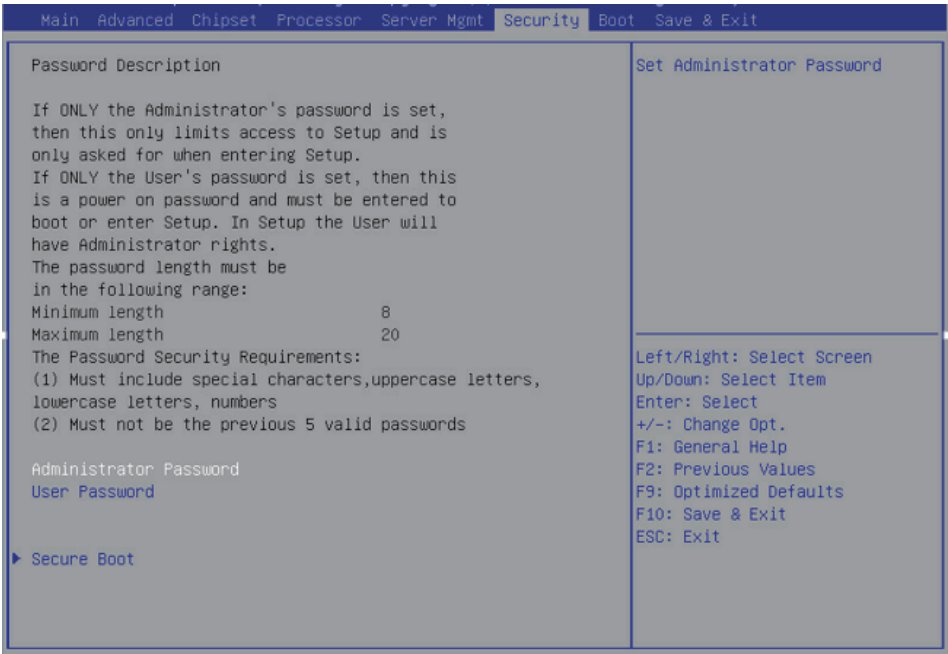 Main Advanced Chipset Processor Server Mgmt Security Boot Save & Exit
Password Description
If ONLY the Administrator's password is set,
then this only limits access to Setup and is
only asked for when entering Setup.
If ONLY the User's password is set, then this
is a power on password and must be entered to
boot or enter Setup. In Setup the User will
have Administrator rights.
The password length must be
in the following range:
Minimum length 8
Maximum length 20
The Password Security Requirements:
(1) Must include special characters,uppercase letters,
lowercase letters, numbers
(2) Must not be the previous 5 valid passwords
Administrator Password
User Password
Secure Boot
Set Administrator Password
Left/Right: Select Screen
Up/Down: Select Item
Enter: Select
+/-: Change Opt.
F1: General Help
F2: Previous Values
F9: Optimized Defaults
F10: Save & Exit
ESC: Exit